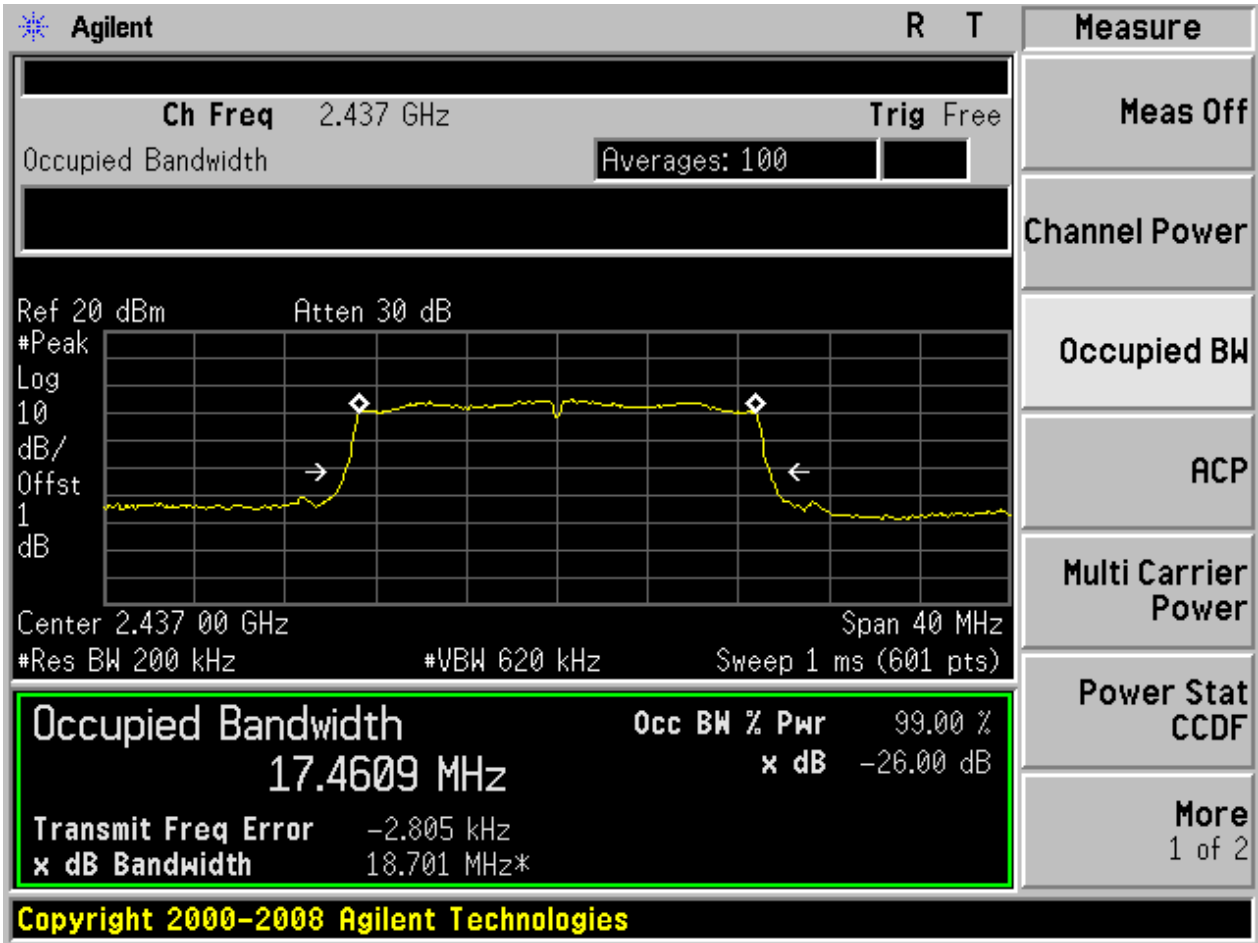 Agilent R T
Measure
Ch Freq 2.437 GHz Trig Free
Occupied Bandwidth Averages: 100
Ref 20 dBm Atten 30 dB
#Peak
Log
10
dB/
Offst
1
dB
Center 2.437 00 GHz Span 40 MHz
#Res BW 200 kHz #VBW 620 kHz Sweep 1 ms (601 pts)
Occupied Bandwidth
17.4609 MHz
Occ BW % Pwr 99.00 %
x dB -26.00 dB
Transmit Freq Error -2.805 kHz
x dB Bandwidth 18.701 MHz*
Meas Off
Channel Power
Occupied BW
ACP
Multi Carrier
Power
Power Stat
CCDF
More
1 of 2
Copyright 2000-2008 Agilent Technologies